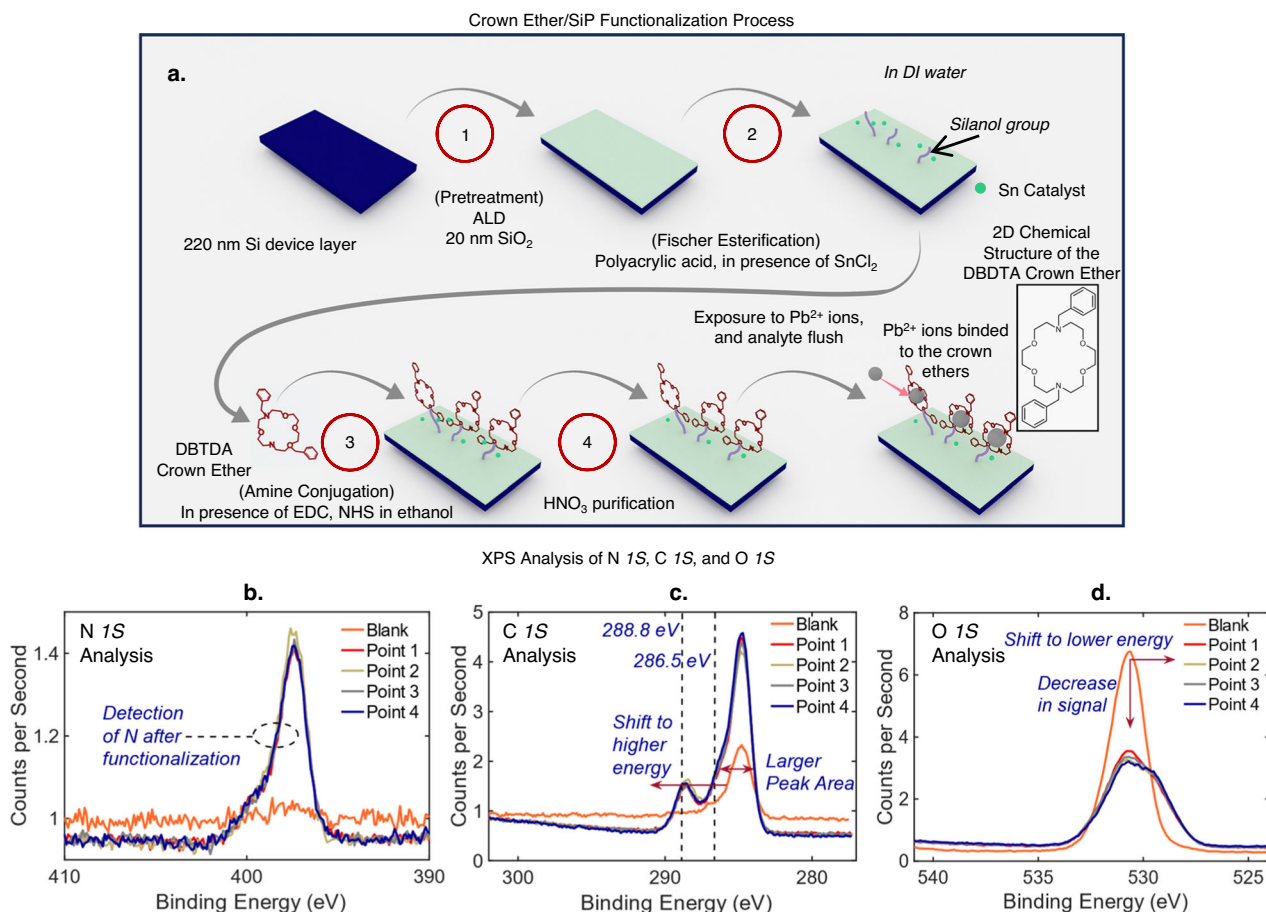 Crown Ether/SiP Functionalization Process
a.
In DI water
1
2
Silanol group
Sn Catalyst
(Pretreatment)
ALD
20 nm SiO2
220 nm Si device layer
(Fischer Esterification)
Polyacrylic acid, in presence of SnCl2
2D Chemical
Structure of the
DBDTA Crown Ether
N
O
O
O
O
N
Exposure to Pb2+ ions,
and analyte flush
Pb2+ ions binded
to the crown
ethers
3
4
DBTDA
Crown Ether
(Amine Conjugation)
In presence of EDC, NHS in ethanol
HNO3 purification
XPS Analysis of N 1S, C 1S, and O 1S
b.
N 1S
Analysis
Blank
Point 1
Point 2
Point 3
Point 4
Detection
of N after
functionalization
Counts per Second
1.4
1.2
1
410
400
390
Binding Energy (eV)
c.
C 1S
Analysis
288.8 eV
286.5 eV
Blank
Point 1
Point 2
Point 3
Point 4
Shift to
higher
energy
Larger
Peak Area
Counts per Second
5
4
3
2
1
0
300
290
280
Binding Energy (eV)
d.
O 1S
Analysis
Shift to lower energy
Decrease
in signal
Blank
Point 1
Point 2
Point 3
Point 4
Counts per Second
8
6
4
2
0
540
535
530
525
Binding Energy (eV)